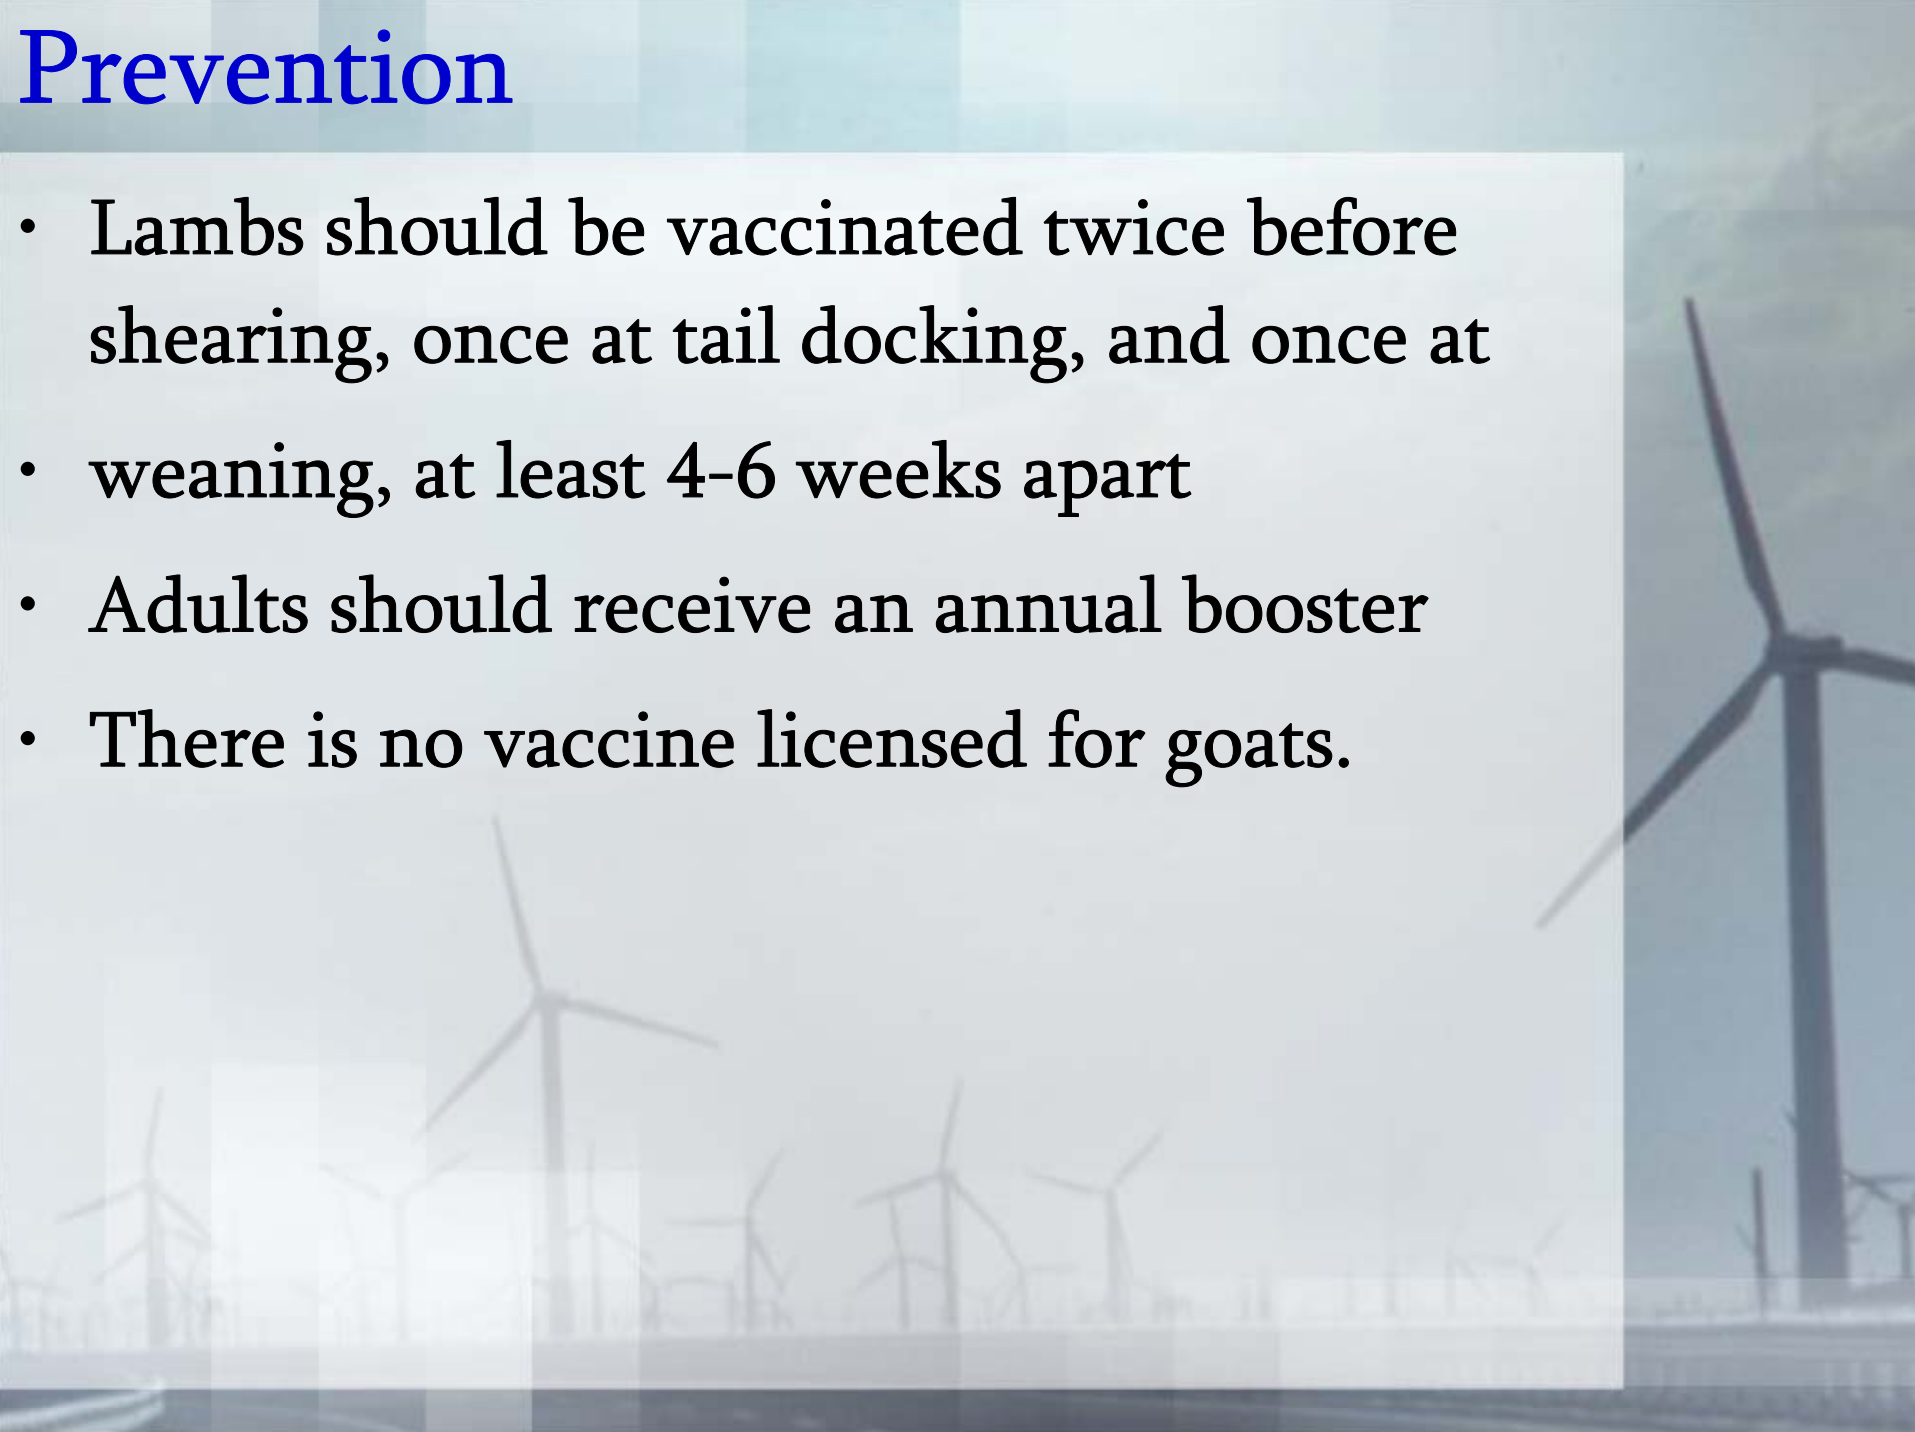 Prevention
• Lambs should be vaccinated twice before
shearing, once at tail docking, and once at
• weaning, at least 4-6 weeks apart
• Adults should receive an annual booster
• There is no vaccine licensed for goats.